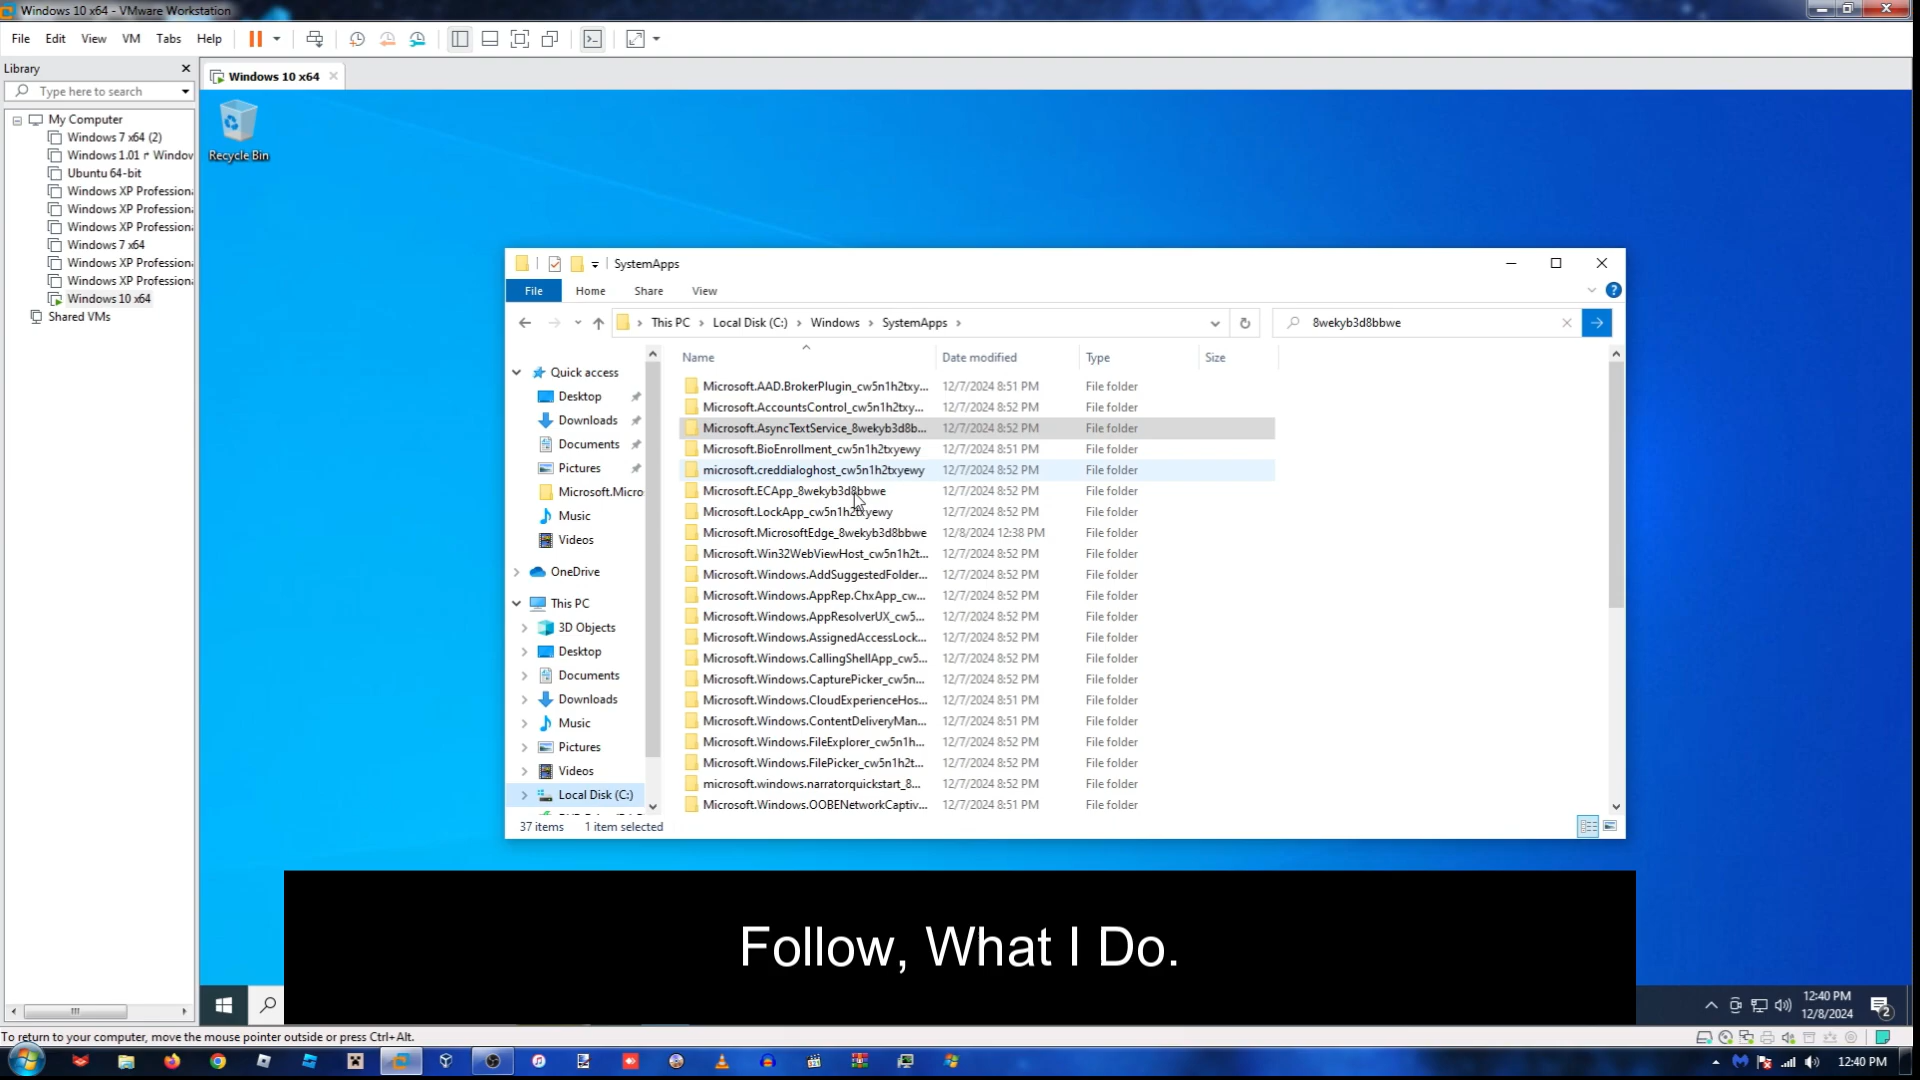 Windows 10 x64 - VMware Workstation
File Edit View VM Tabs Help
Library
Type here to search
My Computer
Windows 7 x64 (2)
Windows 1.01 r Window
Ubuntu 64-bit
Windows XP Professiona
Windows XP Professiona
Windows XP Professiona
Windows 7 x64
Windows XP Professiona
Windows XP Professiona
Windows 10 x64
Shared VMs
Windows 10 x64
Recycle Bin
SystemApps
File Home Share View
This PC Local Disk (C:) Windows SystemApps
8wekyb3d8bbwe
Quick access
Desktop
Downloads
Documents
Pictures
Microsoft.Micro
Music
Videos
OneDrive
This PC
3D Objects
Desktop
Documents
Downloads
Music
Pictures
Videos
Local Disk (C:)
Name Date modified Type Size
Microsoft.AAD.BrokerPlugin_cw5n1h2txy... 12/7/2024 8:51 PM File folder
Microsoft.AccountsControl_cw5n1h2txy... 12/7/2024 8:52 PM File folder
Microsoft.AsyncTextService_8wekyb3d8b... 12/7/2024 8:52 PM File folder
Microsoft.BioEnrollment_cw5n1h2txyewy 12/7/2024 8:51 PM File folder
microsoft.creddialoghost_cw5n1h2txyewy 12/7/2024 8:52 PM File folder
Microsoft.ECApp_8wekyb3d8bbwe 12/7/2024 8:52 PM File folder
Microsoft.LockApp_cw5n1h2txyewy 12/7/2024 8:52 PM File folder
Microsoft.MicrosoftEdge_8wekyb3d8bbwe 12/8/2024 12:38 PM File folder
Microsoft.Win32WebViewHost_cw5n1h2t... 12/7/2024 8:52 PM File folder
Microsoft.Windows.AddSuggestedFolder... 12/7/2024 8:52 PM File folder
Microsoft.Windows.AppRep.ChxApp_cw... 12/7/2024 8:52 PM File folder
Microsoft.Windows.AppResolverUX_cw5... 12/7/2024 8:52 PM File folder
Microsoft.Windows.AssignedAccessLock... 12/7/2024 8:52 PM File folder
Microsoft.Windows.CallingShellApp_cw5... 12/7/2024 8:52 PM File folder
Microsoft.Windows.CapturePicker_cw5n... 12/7/2024 8:52 PM File folder
Microsoft.Windows.CloudExperienceHos... 12/7/2024 8:51 PM File folder
Microsoft.Windows.ContentDeliveryMan... 12/7/2024 8:51 PM File folder
Microsoft.Windows.FileExplorer_cw5n1h... 12/7/2024 8:52 PM File folder
Microsoft.Windows.FilePicker_cw5n1h2t... 12/7/2024 8:52 PM File folder
microsoft.windows.narratorquickstart_8... 12/7/2024 8:52 PM File folder
Microsoft.Windows.OOBENetworkCaptiv... 12/7/2024 8:51 PM File folder
37 items 1 item selected
Follow, What I Do.
12:40 PM
12/8/2024
2
To return to your computer, move the mouse pointer outside or press Ctrl+Alt.
12:40 PM